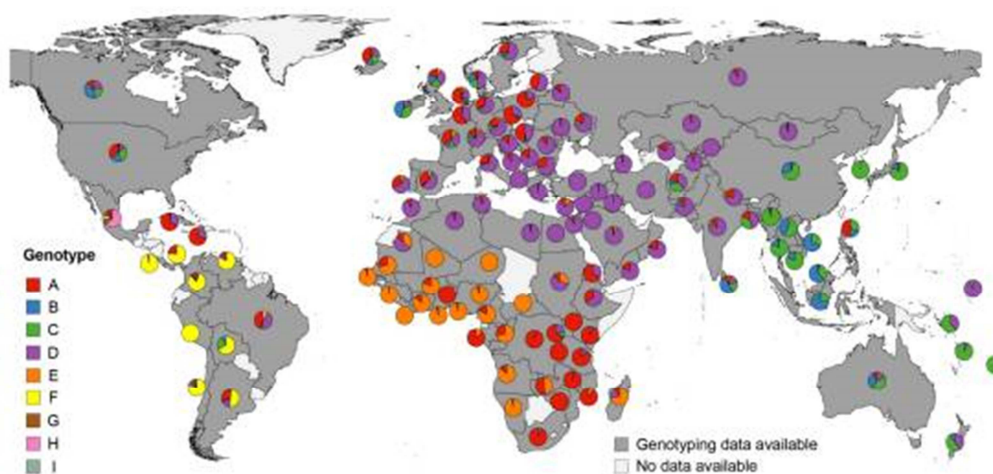 Genotype
A
B
C
D
E
F
G
H
I
Genotyping data available
No data available